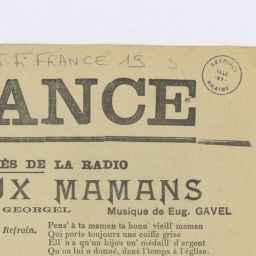 FRANCE 19
ANCE
ÈS DE LA RADIO
UX MAMANS
GEORGEL Musique de Eug. GAVEL
Refrain. Pens' à ta maman ta bonn' vieill' maman
Qui porte toujours une coiffe grise
Ell' n'a qu'un bijou un' médaill' d'argent
Qu'on lui a donné, dans l'temps à l'église.